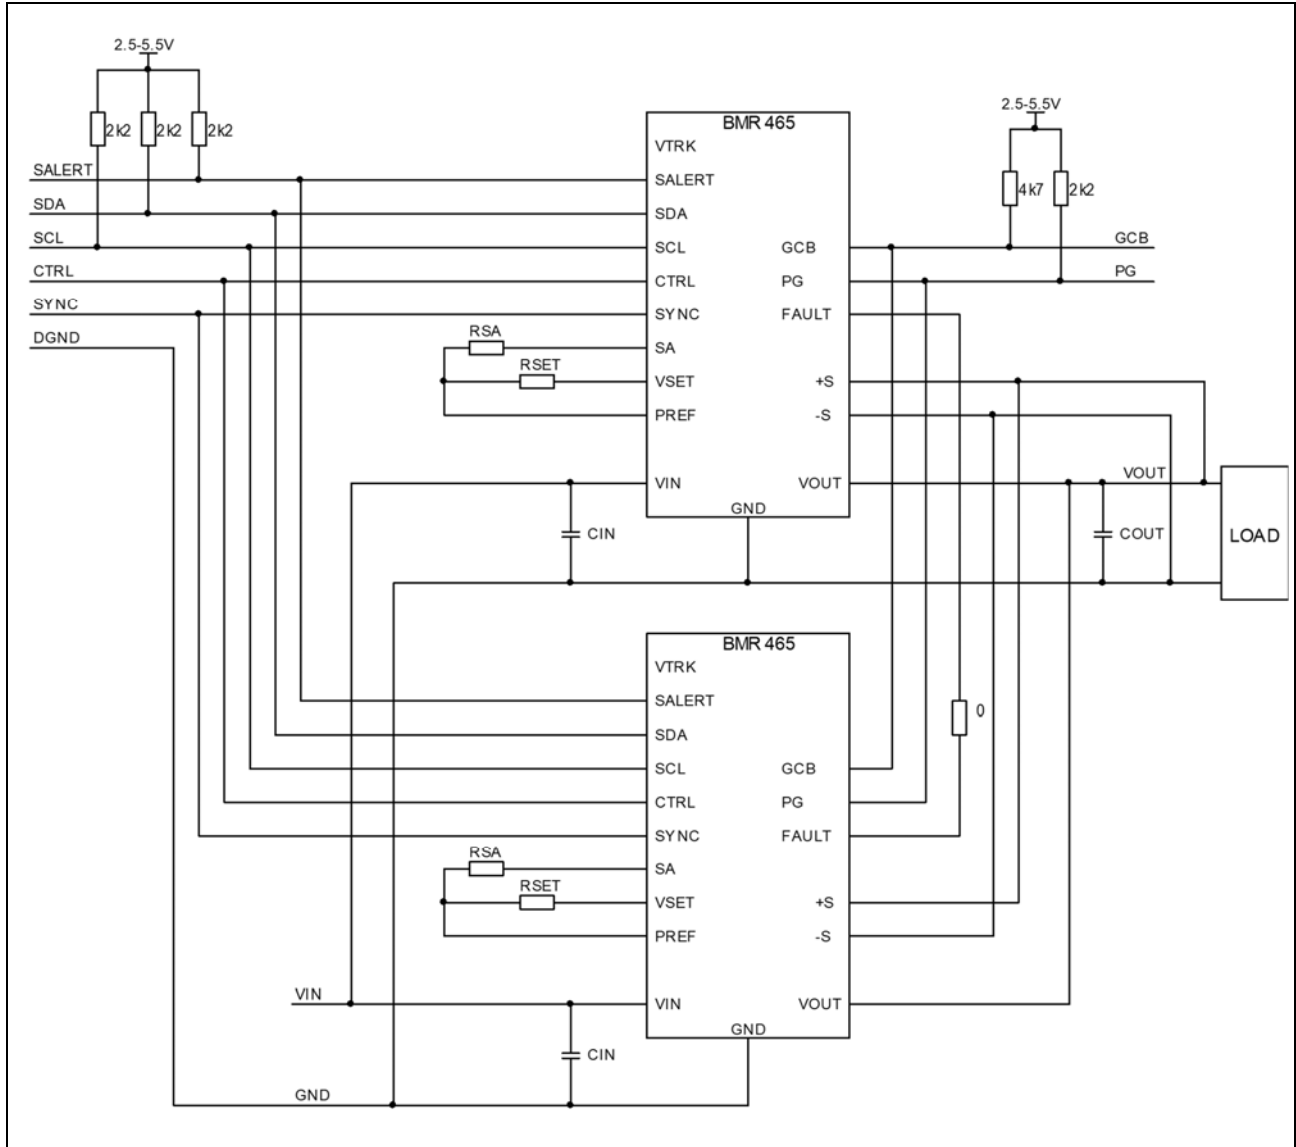 2.5-5.5V
2k2 2k2 2k2
SALERT
SDA
SCL
CTRL
SYNC
DGND
BMR 465
VTRK
SALERT
SDA
SCL GCB
CTRL PG
SYNC FAULT
SA
VSET +S
PREF -S
VIN VOUT
GND
RSA
RSET
CIN
2.5-5.5V
4k7 2k2
GCB
PG
VOUT
COUT
LOAD
BMR 465
VTRK
SALERT
SDA
SCL GCB
CTRL PG
SYNC FAULT
SA
VSET +S
PREF -S
VIN VOUT
GND
0
RSA
RSET
VIN
CIN
GND